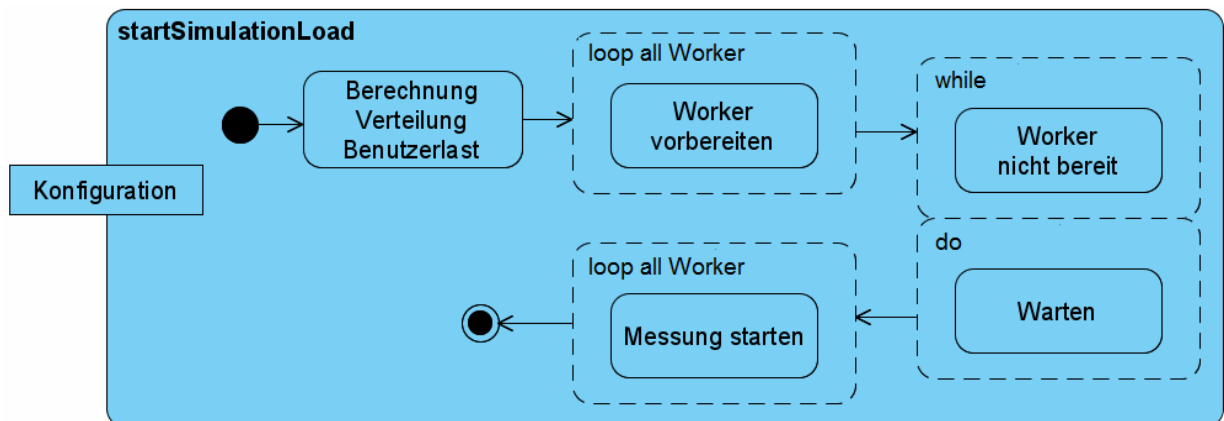 startSimulationLoad
Konfiguration
Berechnung
Verteilung
Benutzerlast
loop all Worker
Worker
vorbereiten
while
Worker
nicht bereit
do
Warten
loop all Worker
Messung starten